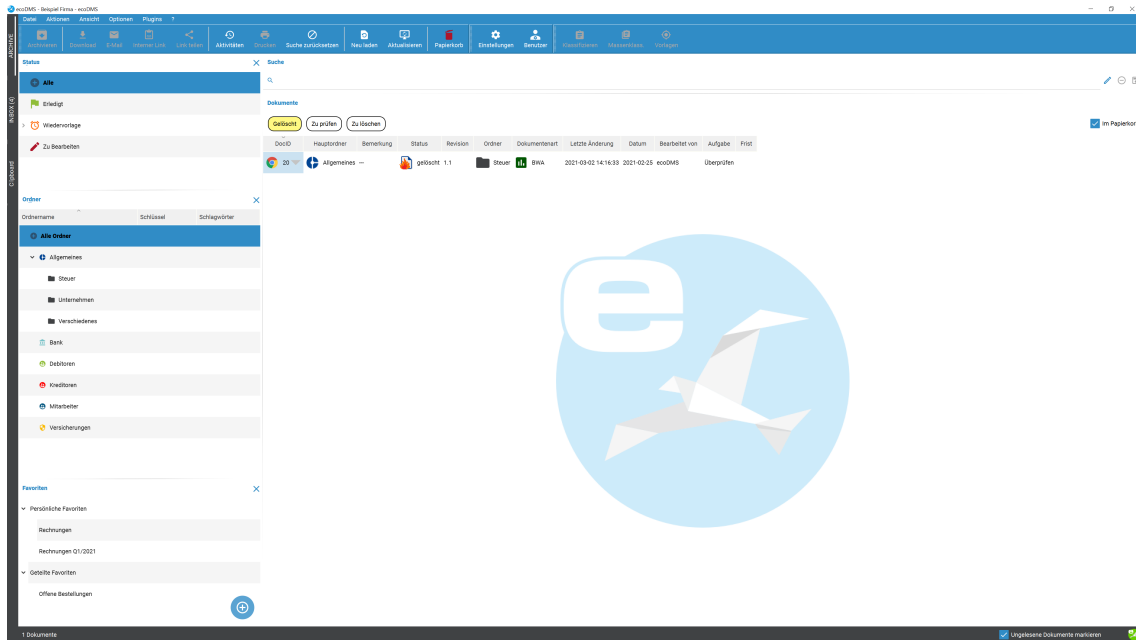 ecoDMS - Beispiel Firma - ecoDMS
Datei Aktionen Ansicht Optionen Plugins ?
Archivieren Download E-Mail Interner Link Link teilen Aktivitäten Drucken Suche zurücksetzen Neu laden Aktualisieren Papierkorb Einstellungen Benutzer Klassifizieren Massenklass. Vorlegen
ARCHIVE
INBOX (4)
Clipboard
Status
Alle
Erledigt
Wiedervorlage
Zu Bearbeiten
Ordner
Ordnername Schlüssel Schlagwörter
Alle Ordner
Allgemeines
Steuer
Unternehmen
Verschiedenes
Bank
Debitoren
Kreditoren
Mitarbeiter
Versicherungen
Favoriten
Persönliche Favoriten
Rechnungen
Rechnungen Q1/2021
Geteilte Favoriten
Offene Bestellungen
Suche
Dokumente
Gelöscht Zu prüfen Zu löschen
Im Papierkor
DocID Hauptordner Bemerkung Status Revision Ordner Dokumentenart Letzte Änderung Datum Bearbeitet von Aufgabe Frist
20 Allgemeines --- gelöscht 1.1 Steuer BWA 2021-03-02 14:16:33 2021-02-25 ecoDMS Überprüfen
e
1 Dokumente
Ungelesene Dokumente markieren